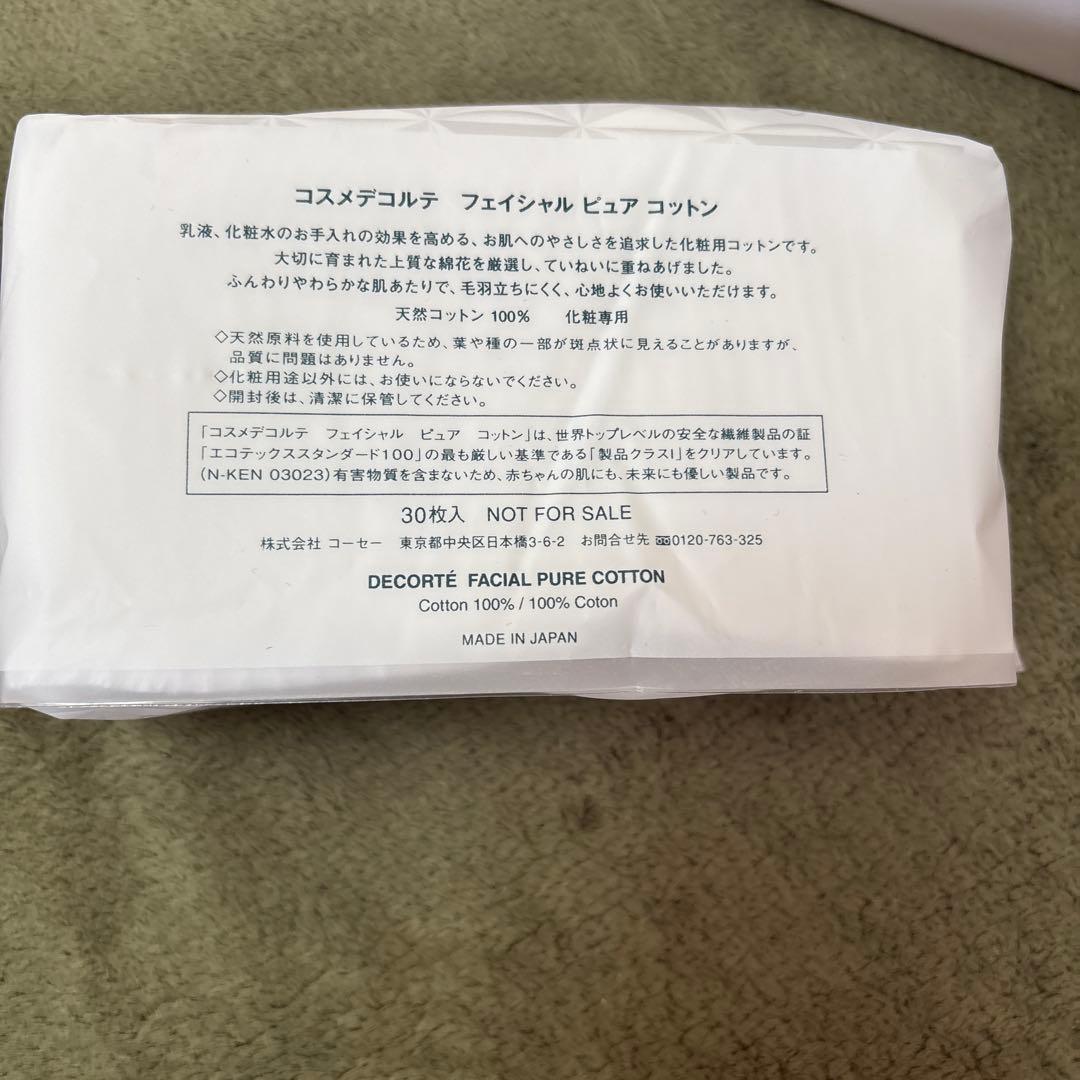 コスメデコルテ　フェイシャル ピュア コットン
乳液、化粧水のお手入れの効果を高める、お肌へのやさしさを追求した化粧用コットンです。
大切に育まれた上質な綿花を厳選し、ていねいに重ねあげました。
ふんわりやわらかな肌あたりで、毛羽立ちにくく、心地よくお使いいただけます。
天然コットン 100%　　化粧専用
◇天然原料を使用しているため、葉や種の一部が斑点状に見えることがありますが、
品質に問題はありません。
◇化粧用途以外には、お使いにならないでください。
◇開封後は、清潔に保管してください。
「コスメデコルテ　フェイシャル　ピュア　コットン」は、世界トップレベルの安全な繊維製品の証
「エコテックススタンダード100」の最も厳しい基準である「製品クラスI」をクリアしています。
(N-KEN 03023)有害物質を含まないため、赤ちゃんの肌にも、未来にも優しい製品です。
30枚入　NOT FOR SALE
株式会社 コーセー　東京都中央区日本橋3-6-2　お問合せ先 0120-763-325
DECORTÉ FACIAL PURE COTTON
Cotton 100% / 100% Coton
MADE IN JAPAN